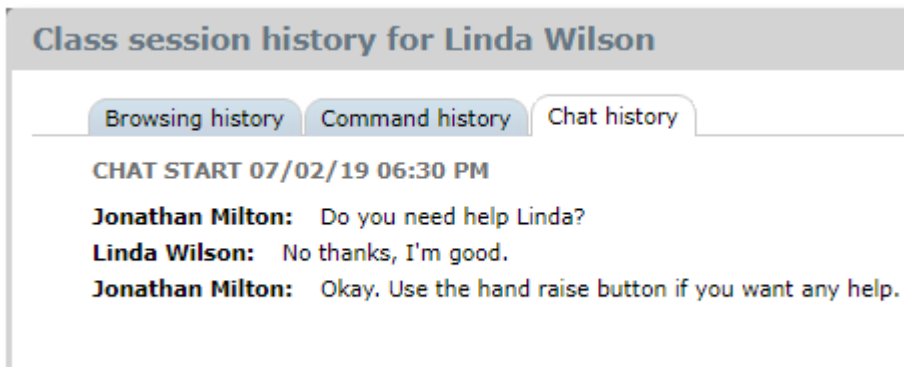 Class session history for Linda Wilson
Browsing history Command history Chat history
CHAT START 07/02/19 06:30 PM
Jonathan Milton: Do you need help Linda?
Linda Wilson: No thanks, I'm good.
Jonathan Milton: Okay. Use the hand raise button if you want any help.